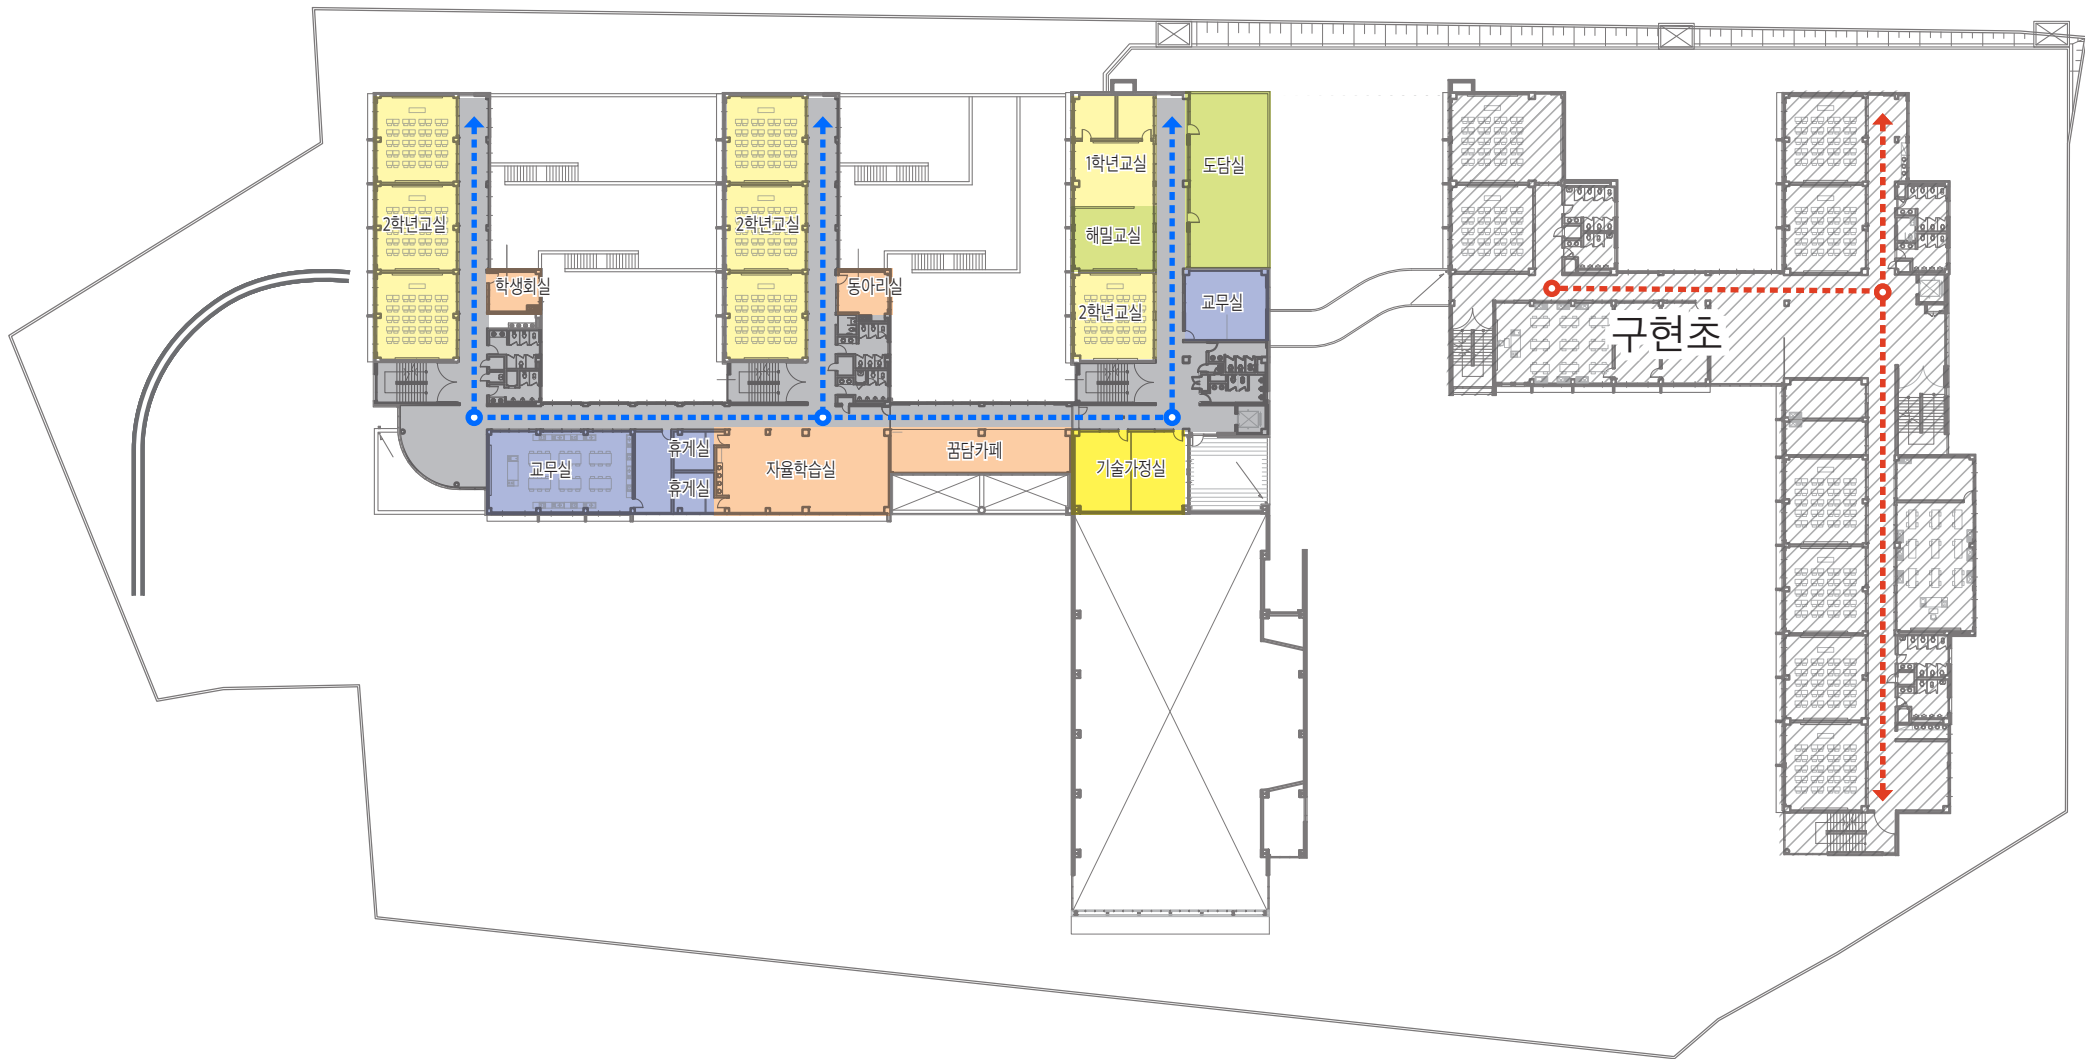 1학년교실
도담실
2학년교실
2학년교실
해밀교실
학생회실
동아리실
교무실
2학년교실
구현초
교무실
휴게실
휴게실
자율학습실
꿈담카페
기술가정실